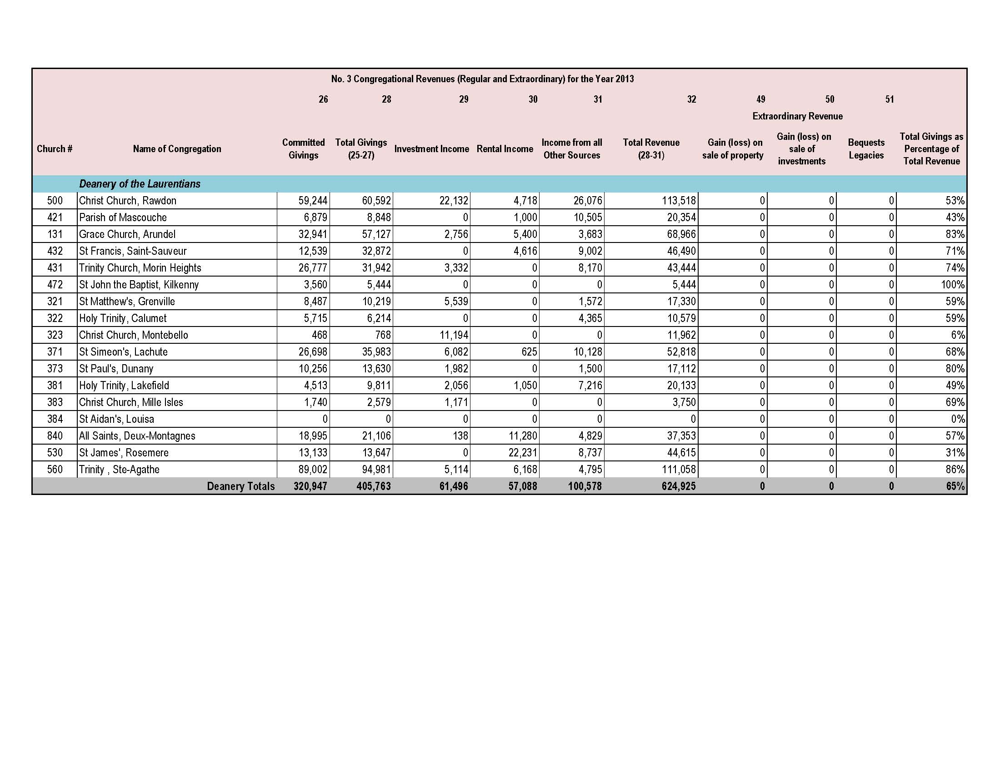 No. 3 Congregational Revenues (Regular and Extraordinary) for the Year 2013
26 28 29 30 31 32 49 50 51
Extraordinary Revenue
Church # Name of Congregation Committed Givings Total Givings (25-27) Investment Income Rental Income Income from all Other Sources Total Revenue (28-31) Gain (loss) on sale of property Gain (loss) on sale of investments Bequests Legacies Total Givings as Percentage of Total Revenue
Deanery of the Laurentians
500 Christ Church, Rawdon 59,244 60,592 22,132 4,718 26,076 113,518 0 0 0 53%
421 Parish of Mascouche 6,879 8,848 0 1,000 10,505 20,354 0 0 0 43%
131 Grace Church, Arundel 32,941 57,127 2,756 5,400 3,683 68,966 0 0 0 83%
432 St Francis, Saint-Sauveur 12,539 32,872 0 4,616 9,002 46,490 0 0 0 71%
431 Trinity Church, Morin Heights 26,777 31,942 3,332 0 8,170 43,444 0 0 0 74%
472 St John the Baptist, Kilkenny 3,560 5,444 0 0 0 5,444 0 0 0 100%
321 St Matthew's, Grenville 8,487 10,219 5,539 0 1,572 17,330 0 0 0 59%
322 Holy Trinity, Calumet 5,715 6,214 0 0 4,365 10,579 0 0 0 59%
323 Christ Church, Montebello 468 768 11,194 0 0 11,962 0 0 0 6%
371 St Simeon's, Lachute 26,698 35,983 6,082 625 10,128 52,818 0 0 0 68%
373 St Paul's, Dunany 10,256 13,630 1,982 0 1,500 17,112 0 0 0 80%
381 Holy Trinity, Lakefield 4,513 9,811 2,056 1,050 7,216 20,133 0 0 0 49%
383 Christ Church, Mille Isles 1,740 2,579 1,171 0 0 3,750 0 0 0 69%
384 St Aidan's, Louisa 0 0 0 0 0 0 0 0 0 0%
840 All Saints, Deux-Montagnes 18,995 21,106 138 11,280 4,829 37,353 0 0 0 57%
530 St James', Rosemere 13,133 13,647 0 22,231 8,737 44,615 0 0 0 31%
560 Trinity , Ste-Agathe 89,002 94,981 5,114 6,168 4,795 111,058 0 0 0 86%
Deanery Totals 320,947 405,763 61,496 57,088 100,578 624,925 0 0 0 65%